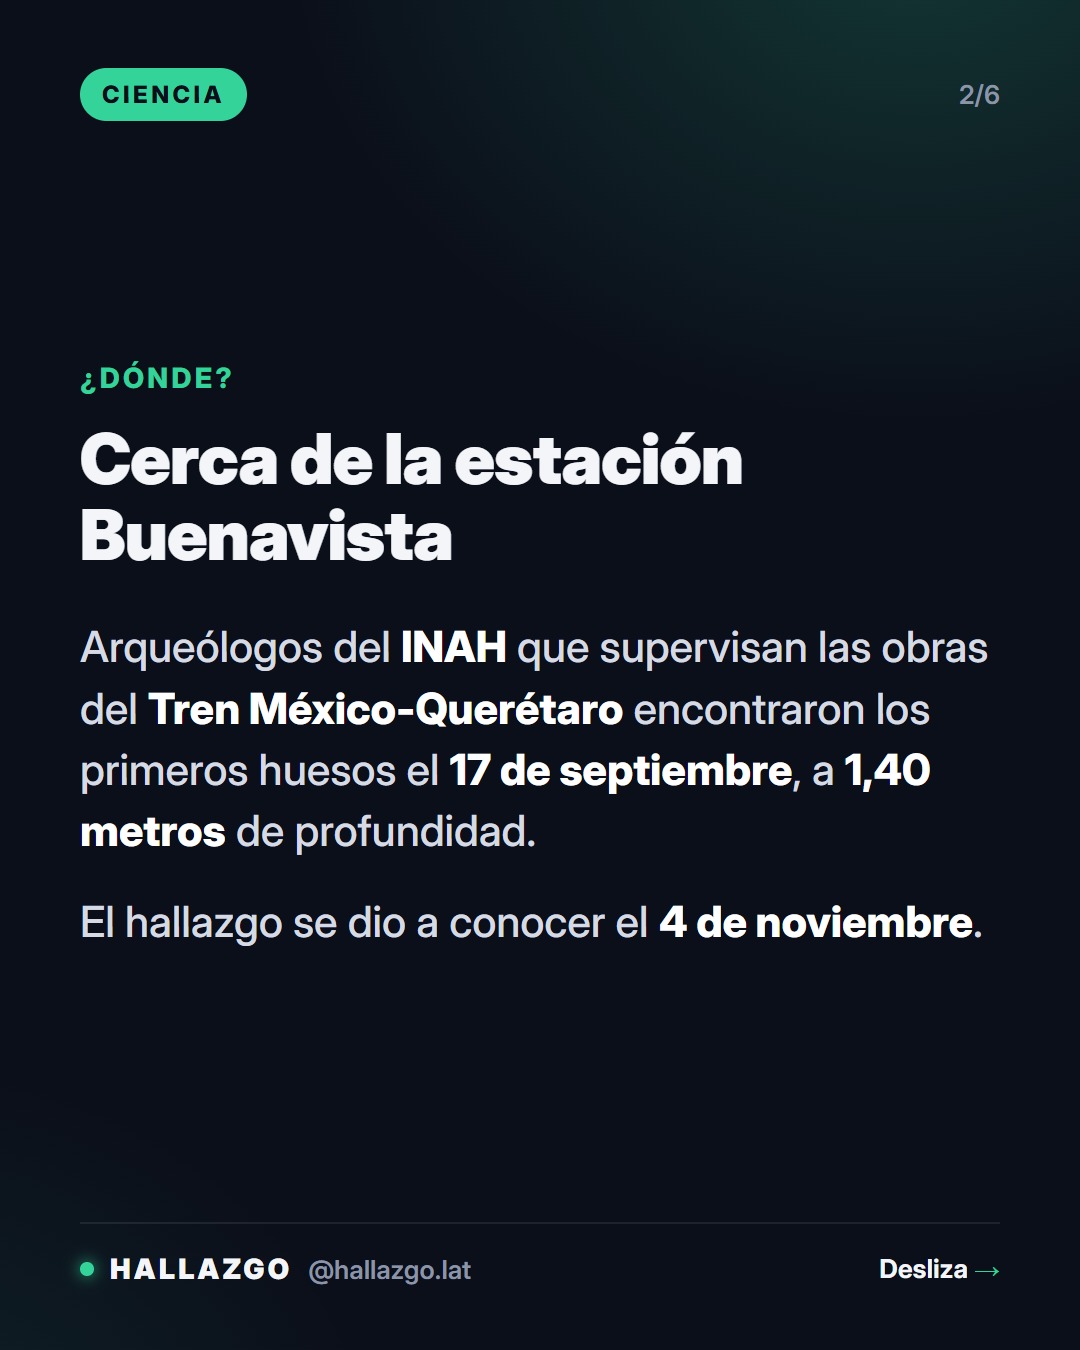 CIENCIA
2/6
¿DÓNDE?
Cerca de la estación
Buenavista
Arqueólogos del INAH que supervisan las obras
del Tren México-Querétaro encontraron los
primeros huesos el 17 de septiembre, a 1,40
metros de profundidad.
El hallazgo se dio a conocer el 4 de noviembre.
HALLAZGO @hallazgo.lat
Desliza →